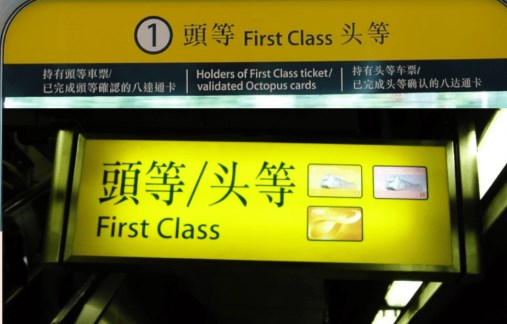 1 頭等 First Class 头等
持有頭等車票/
已完成頭等確認的八達通卡
Holders of First Class ticket/
validated Octopus cards
持有头等车票/
已完成头等确认的八达通卡
頭等/头等
First Class